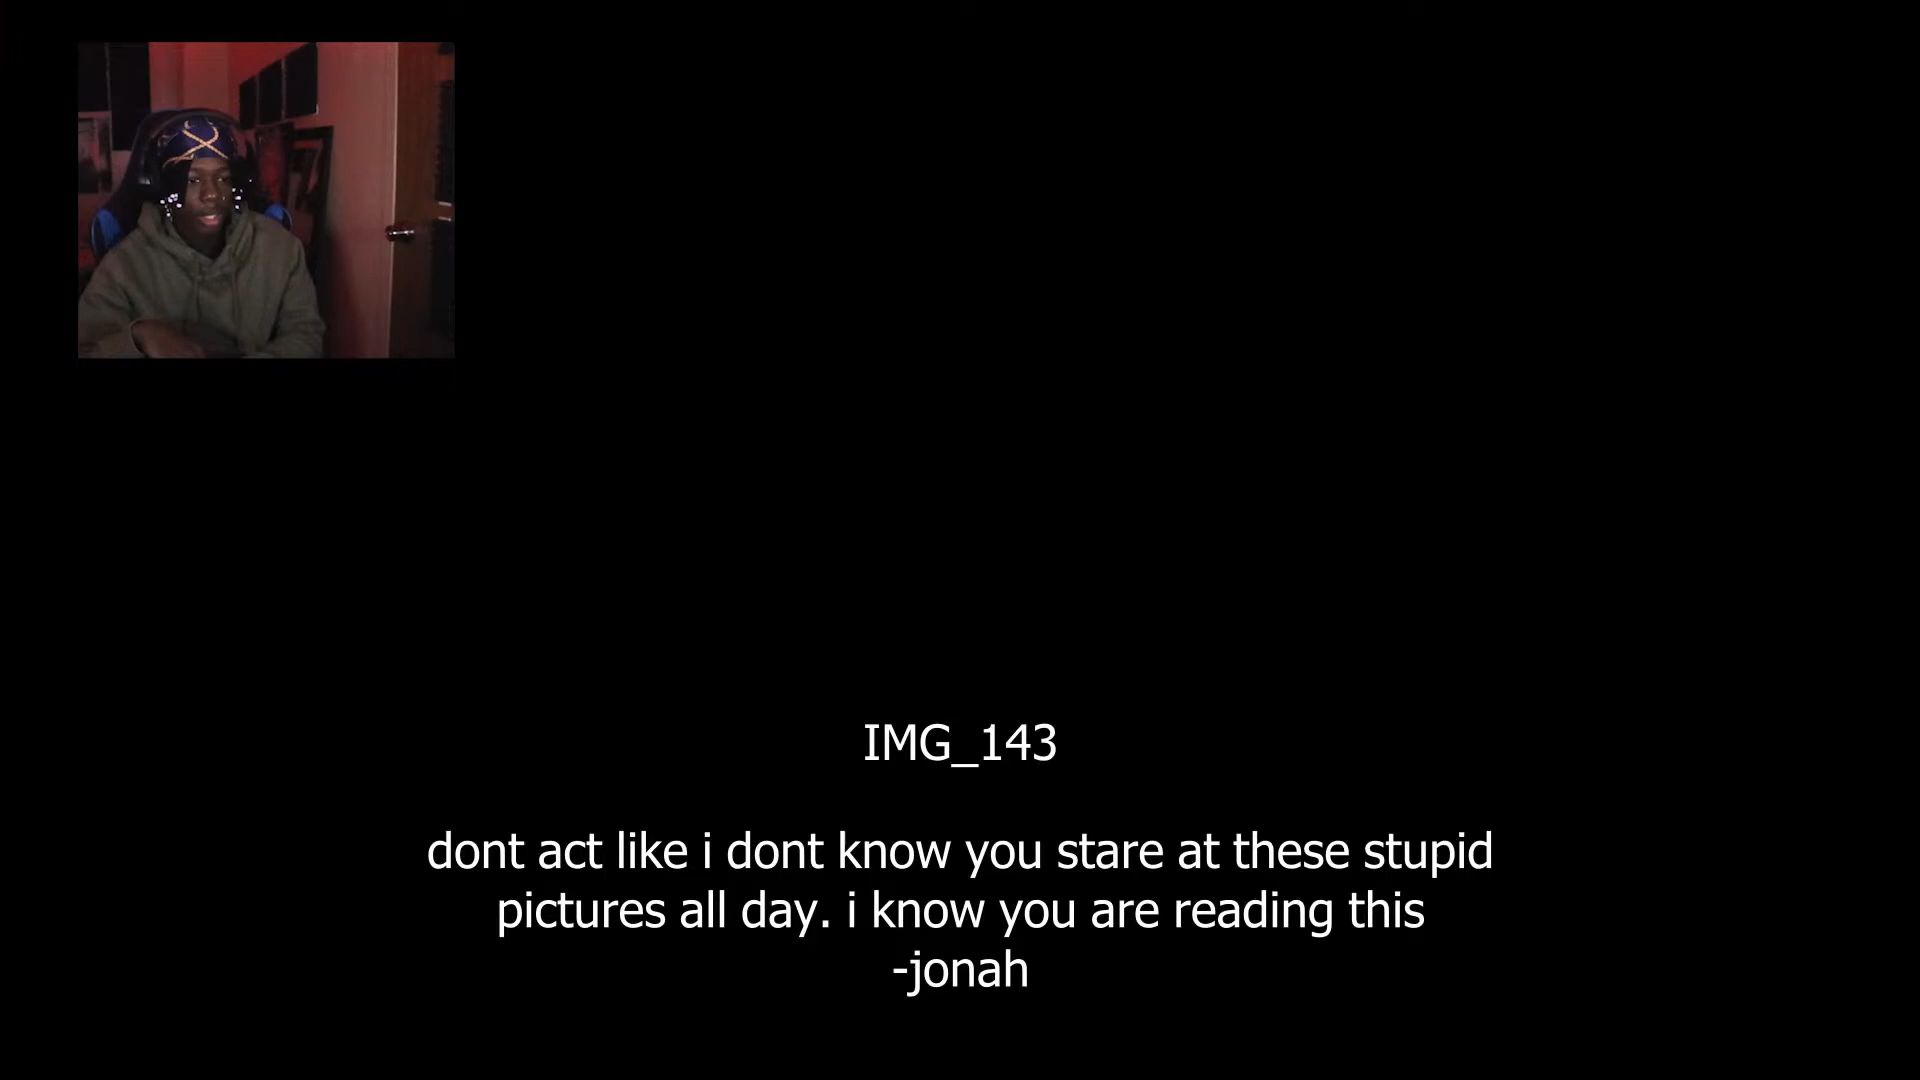 IMG_143
dont act like i dont know you stare at these stupid
pictures all day. i know you are reading this
-jonah